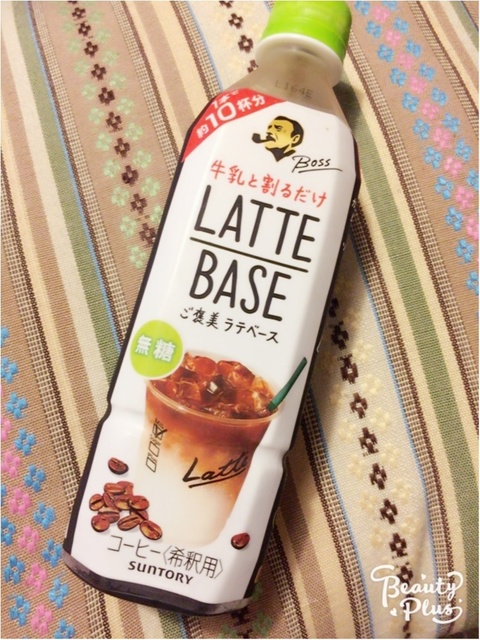 1本で
約10杯分
Boss
牛乳と割るだけ
LATTE
BASE
ご褒美 ラテベース
無糖
Latte
コーヒー〈希釈用〉
SUNTORY
Beauty
Plus